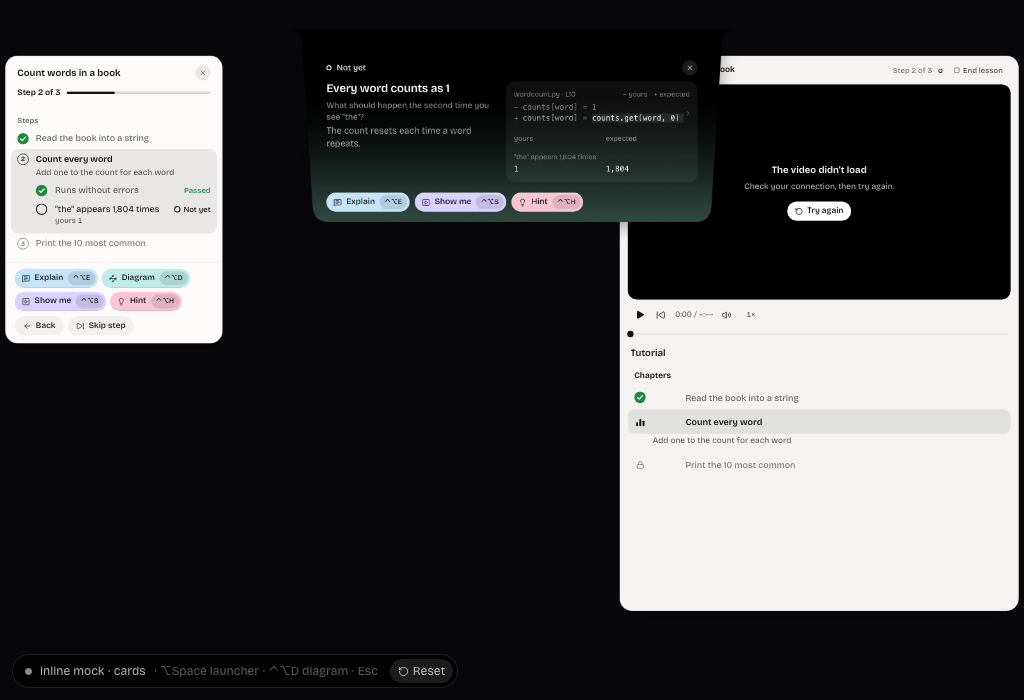 Count words in a book
Step 2 of 3
Steps
Read the book into a string
2 Count every word
Add one to the count for each word
Runs without errors Passed
"the" appears 1,804 times Not yet
yours 1
3 Print the 10 most common
Explain ⌃⌥E Diagram ⌃⌥D
Show me ⌃⌥S Hint ⌃⌥H
Back Skip step
Not yet
Every word counts as 1
What should happen the second time you
see "the"?
The count resets each time a word
repeats.
wordcount.py · L10 − yours + expected
− counts[word] = 1
+ counts[word] = counts.get(word, 0)
yours expected
"the" appears 1,804 times
1 1,804
Explain ⌃⌥E Show me ⌃⌥S Hint ⌃⌥H
ook Step 2 of 3 End lesson
The video didn't load
Check your connection, then try again.
Try again
0:00 / --:-- 1×
Tutorial
Chapters
Read the book into a string
Count every word
Add one to the count for each word
Print the 10 most common
inline mock · cards · ⌥Space launcher · ⌃⌥D diagram · Esc Reset